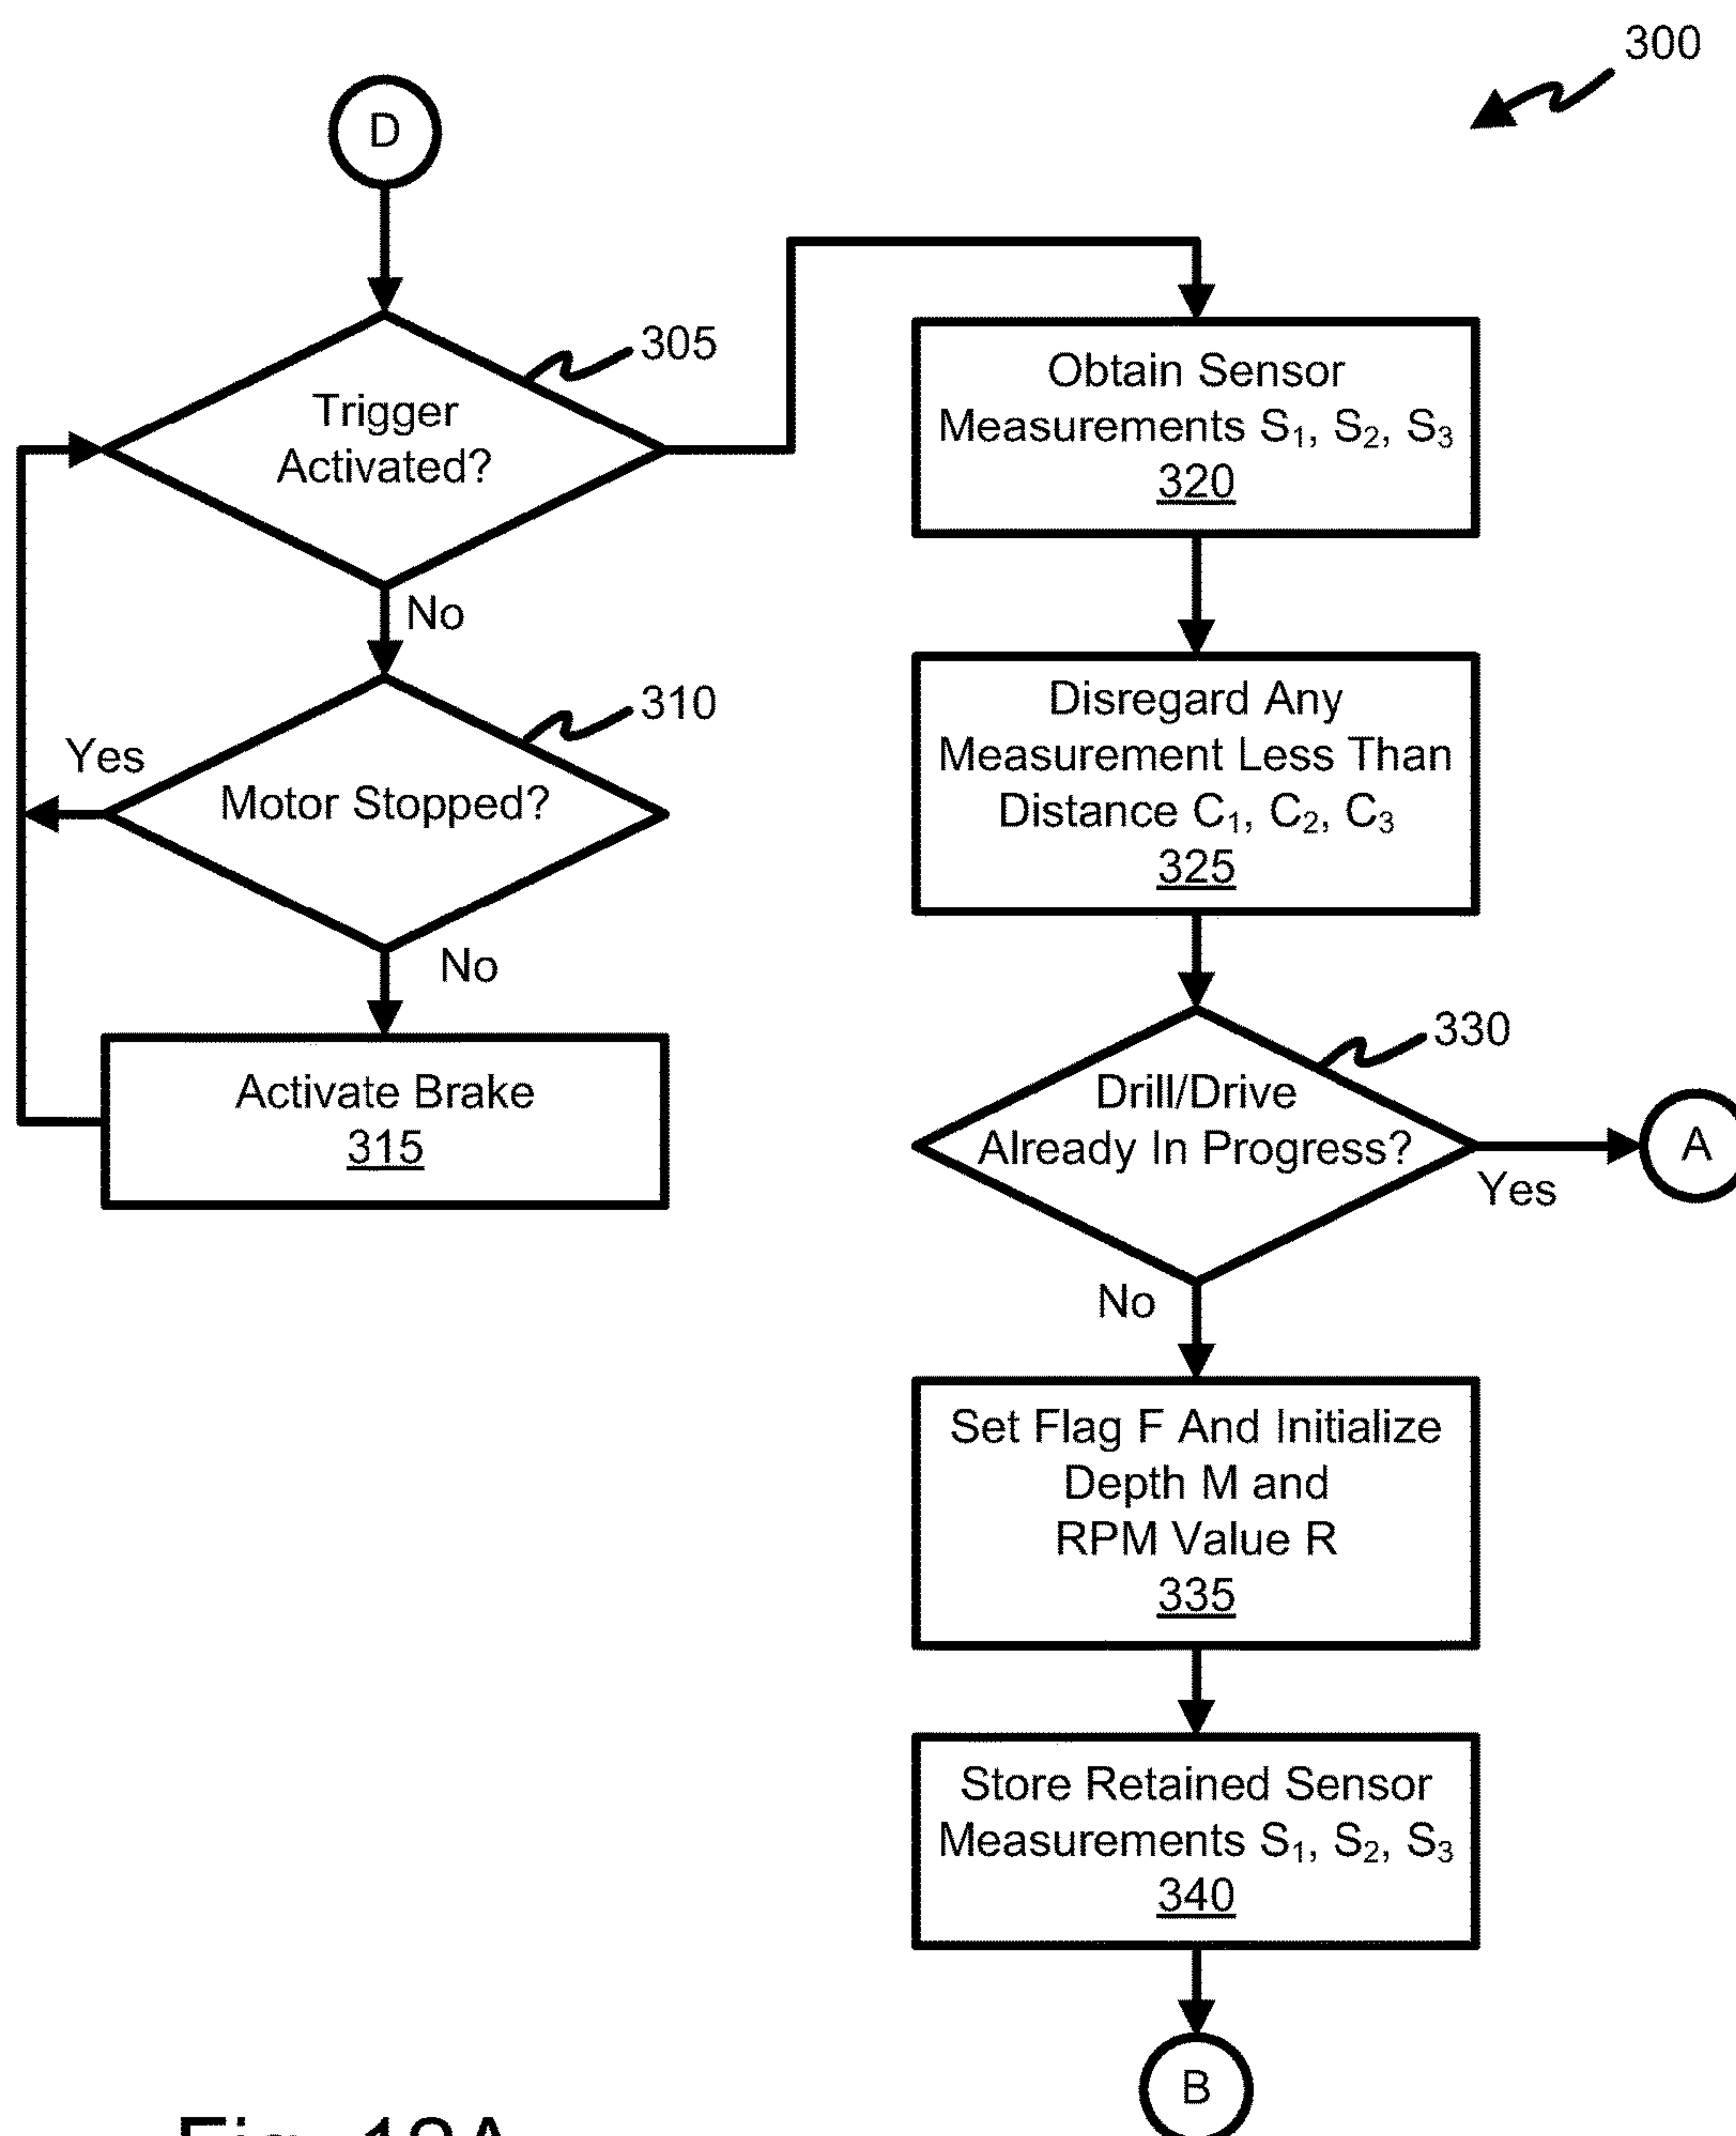 300
D
305
Trigger
Activated?
No
310
Yes
Motor Stopped?
No
Activate Brake
315
Obtain Sensor
Measurements S₁, S₂, S₃
320
Disregard Any
Measurement Less Than
Distance C₁, C₂, C₃
325
330
Drill/Drive
Already In Progress?
Yes
A
No
Set Flag F And Initialize
Depth M and
RPM Value R
335
Store Retained Sensor
Measurements S₁, S₂, S₃
340
B